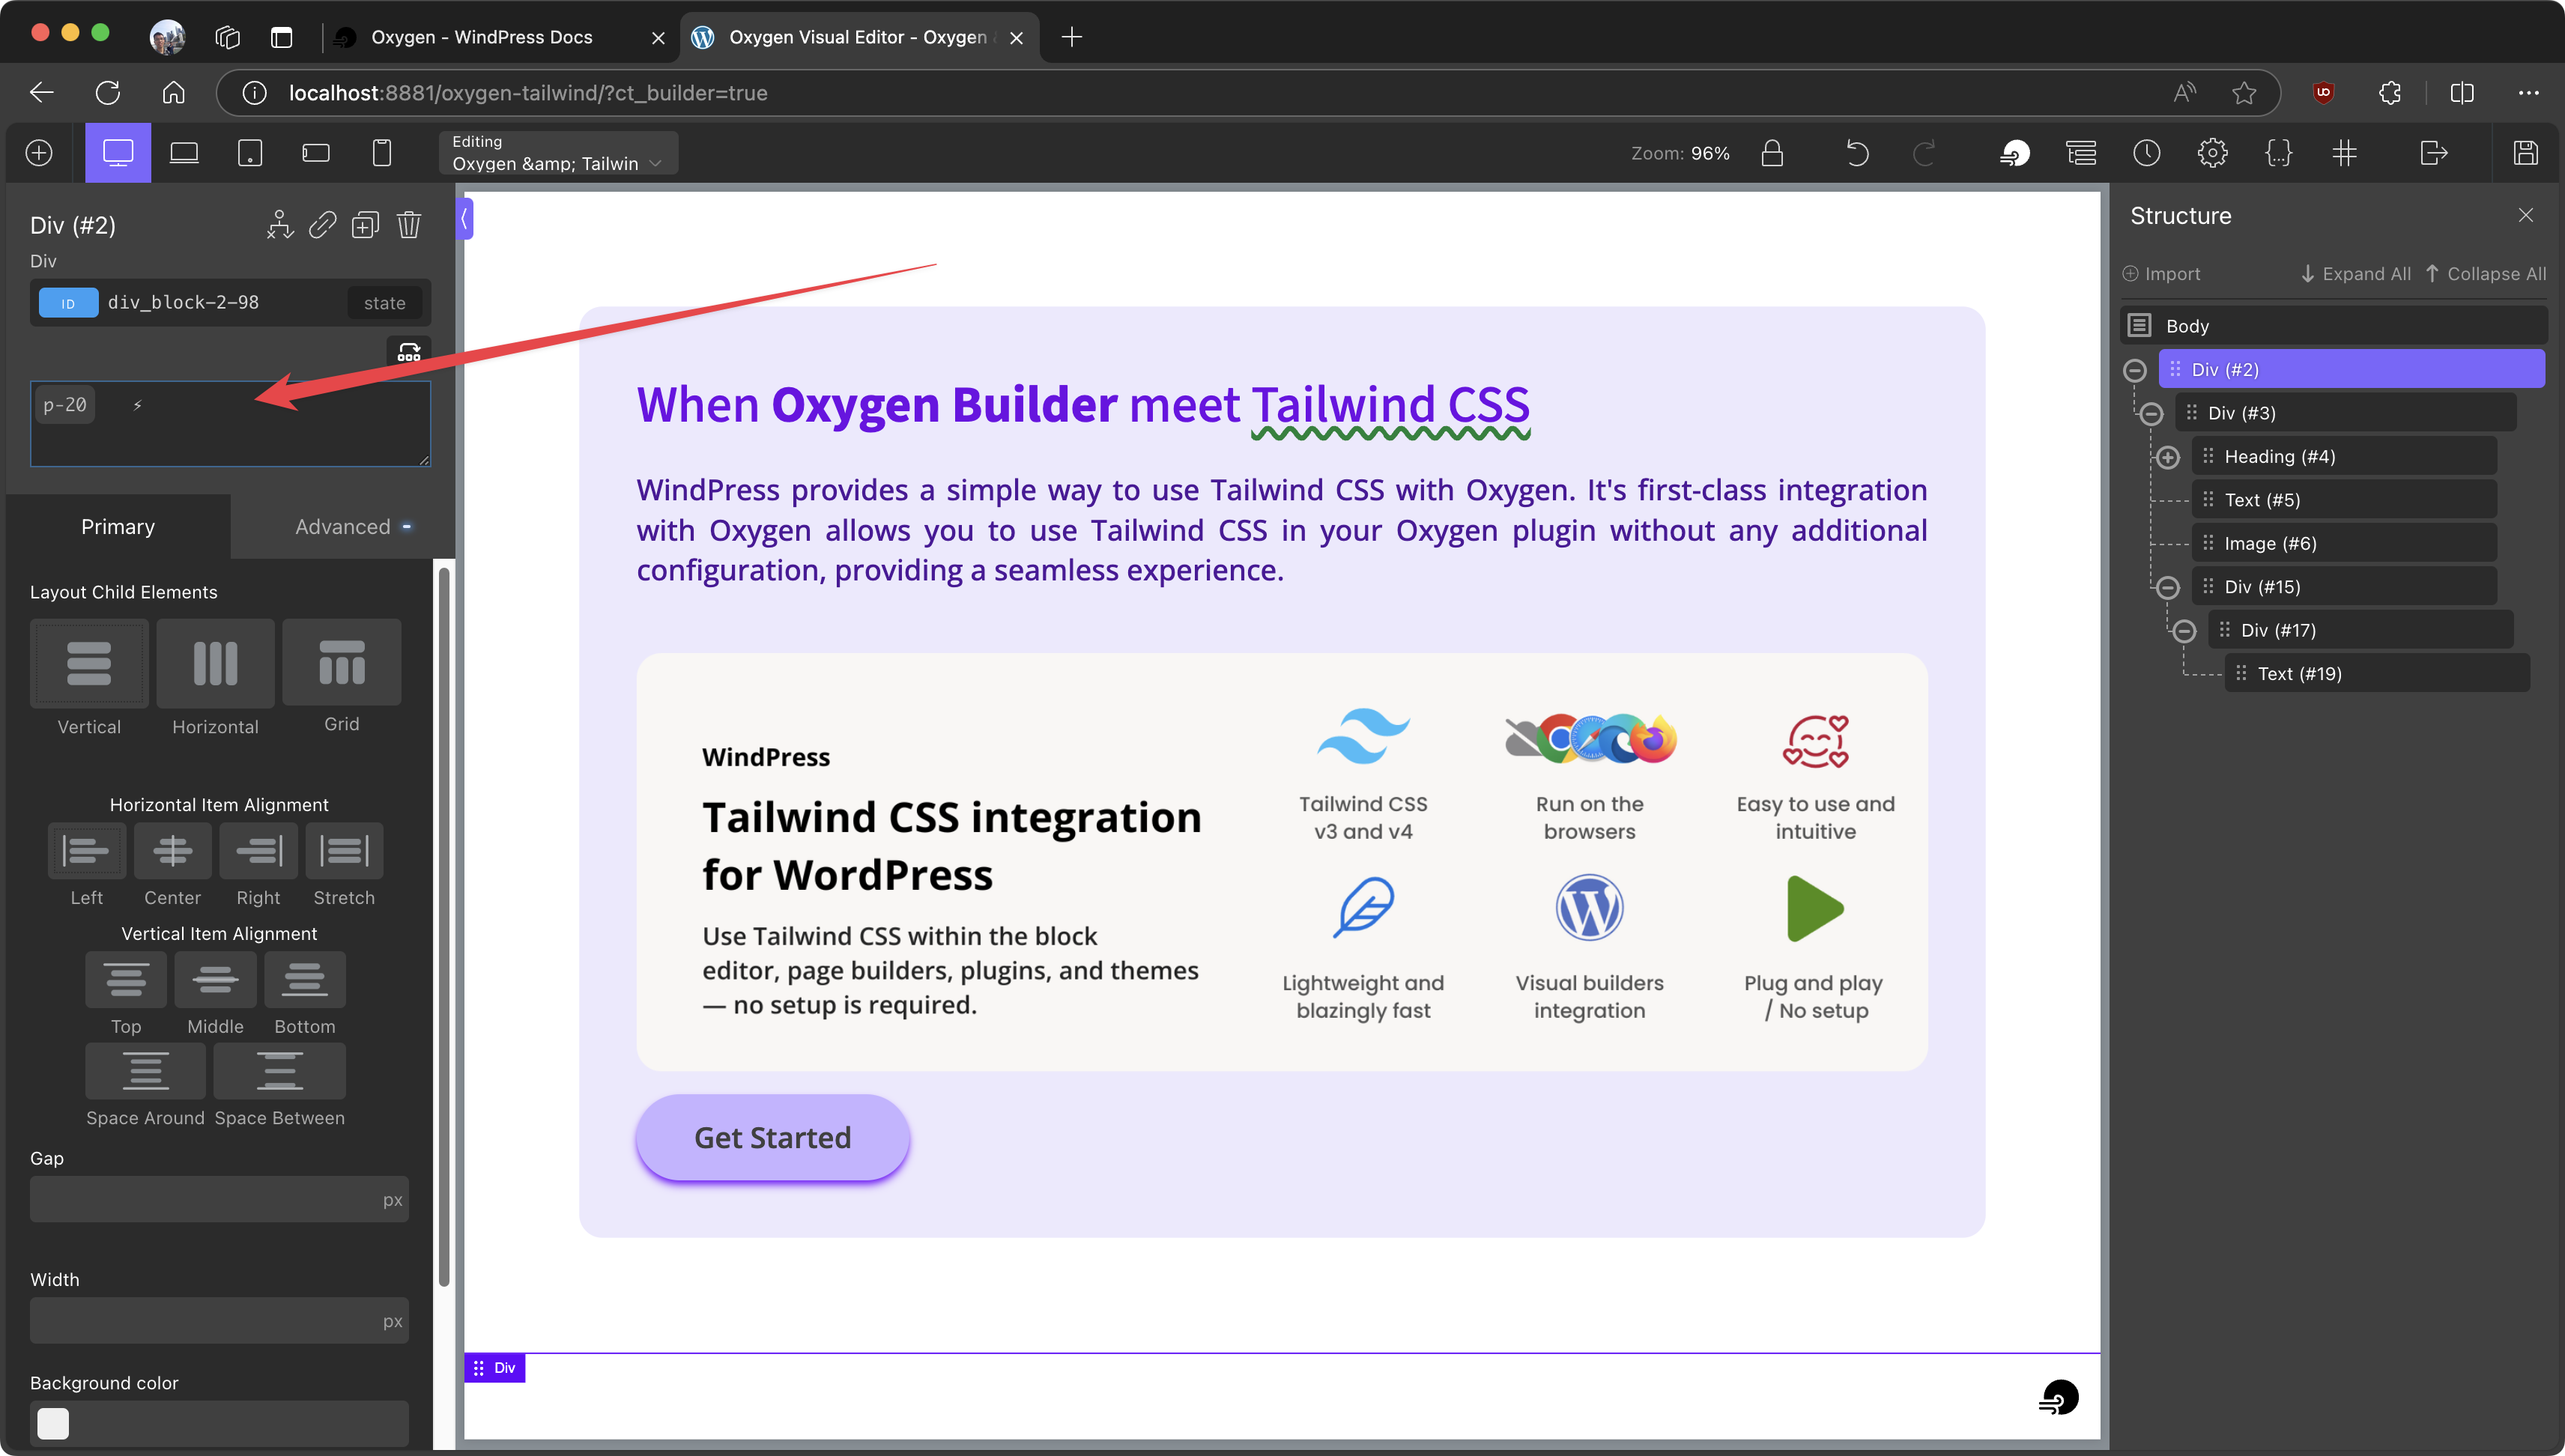 Oxygen - WindPress Docs
Oxygen Visual Editor - Oxygen
localhost:8881/oxygen-tailwind/?ct_builder=true
Editing
Oxygen &amp; Tailwin
Zoom: 96%
Div (#2)
Div
ID div_block-2-98 state
p-20
Primary
Advanced
Layout Child Elements
Vertical
Horizontal
Grid
Horizontal Item Alignment
Left
Center
Right
Stretch
Vertical Item Alignment
Top
Middle
Bottom
Space Around
Space Between
Gap
px
Width
px
Background color
When Oxygen Builder meet Tailwind CSS
WindPress provides a simple way to use Tailwind CSS with Oxygen. It's first-class integration
with Oxygen allows you to use Tailwind CSS in your Oxygen plugin without any additional
configuration, providing a seamless experience.
WindPress
Tailwind CSS integration
for WordPress
Use Tailwind CSS within the block
editor, page builders, plugins, and themes
— no setup is required.
Tailwind CSS
v3 and v4
Run on the
browsers
Easy to use and
intuitive
Lightweight and
blazingly fast
Visual builders
integration
Plug and play
/ No setup
Get Started
Div
Structure
Import
Expand All
Collapse All
Body
Div (#2)
Div (#3)
Heading (#4)
Text (#5)
Image (#6)
Div (#15)
Div (#17)
Text (#19)